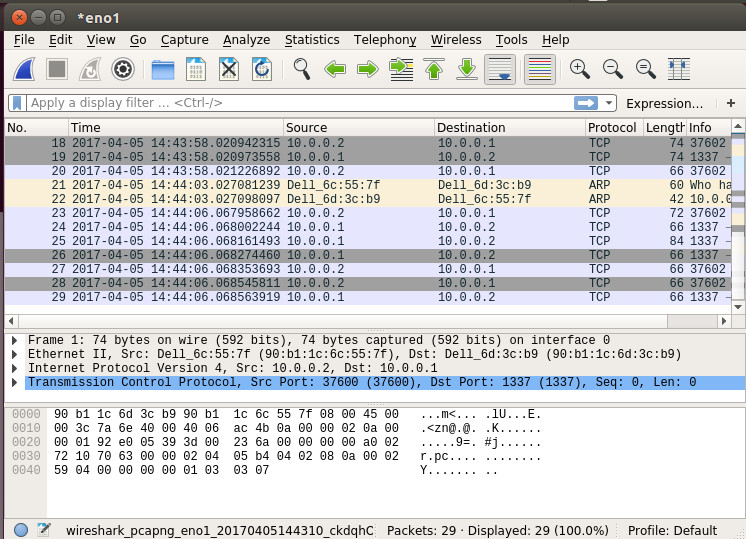 *eno1
File Edit View Go Capture Analyze Statistics Telephony Wireless Tools Help
Apply a display filter ... <Ctrl-/> Expression... +
No. Time Source Destination Protocol Length Info
18 2017-04-05 14:43:58.020942315 10.0.0.2 10.0.0.1 TCP 74 37602
19 2017-04-05 14:43:58.020973558 10.0.0.1 10.0.0.2 TCP 74 1337 →
20 2017-04-05 14:43:58.021226892 10.0.0.2 10.0.0.1 TCP 66 37602
21 2017-04-05 14:44:03.027081239 Dell_6c:55:7f Dell_6d:3c:b9 ARP 60 Who ha
22 2017-04-05 14:44:03.027098097 Dell_6d:3c:b9 Dell_6c:55:7f ARP 42 10.0.0
23 2017-04-05 14:44:06.067958662 10.0.0.2 10.0.0.1 TCP 72 37602
24 2017-04-05 14:44:06.068002244 10.0.0.1 10.0.0.2 TCP 66 1337 →
25 2017-04-05 14:44:06.068161493 10.0.0.1 10.0.0.2 TCP 84 1337 →
26 2017-04-05 14:44:06.068274460 10.0.0.1 10.0.0.2 TCP 66 1337 →
27 2017-04-05 14:44:06.068353693 10.0.0.2 10.0.0.1 TCP 66 37602
28 2017-04-05 14:44:06.068545811 10.0.0.2 10.0.0.1 TCP 66 37602
29 2017-04-05 14:44:06.068563919 10.0.0.1 10.0.0.2 TCP 66 1337 →
Frame 1: 74 bytes on wire (592 bits), 74 bytes captured (592 bits) on interface 0
Ethernet II, Src: Dell_6c:55:7f (90:b1:1c:6c:55:7f), Dst: Dell_6d:3c:b9 (90:b1:1c:6d:3c:b9)
Internet Protocol Version 4, Src: 10.0.0.2, Dst: 10.0.0.1
Transmission Control Protocol, Src Port: 37600 (37600), Dst Port: 1337 (1337), Seq: 0, Len: 0
0000 90 b1 1c 6d 3c b9 90 b1 1c 6c 55 7f 08 00 45 00 ...m<... .lU...E.
0010 00 3c 7a 6e 40 00 40 06 ac 4b 0a 00 00 02 0a 00 .<zn@.@. .K......
0020 00 01 92 e0 05 39 3d 00 23 6a 00 00 00 00 a0 02 .....9=. #j......
0030 72 10 70 63 00 00 02 04 05 b4 04 02 08 0a 00 02 r.pc.... ........
0040 59 04 00 00 00 00 01 03 03 07 Y....... ..
wireshark_pcapng_eno1_20170405144310_ckdqhC Packets: 29 · Displayed: 29 (100.0%) Profile: Default